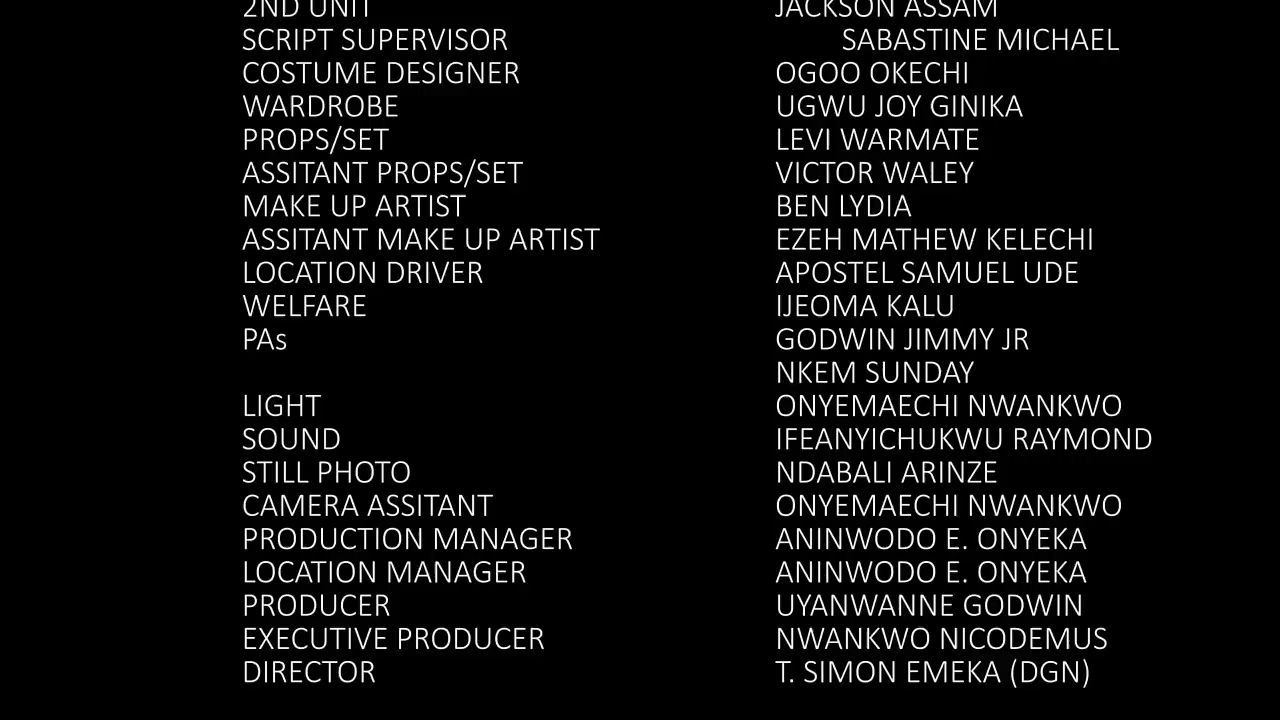 2ND UNIT JACKSON ASSAM
SCRIPT SUPERVISOR SABASTINE MICHAEL
COSTUME DESIGNER OGOO OKECHI
WARDROBE UGWU JOY GINIKA
PROPS/SET LEVI WARMATE
ASSITANT PROPS/SET VICTOR WALEY
MAKE UP ARTIST BEN LYDIA
ASSITANT MAKE UP ARTIST EZEH MATHEW KELECHI
LOCATION DRIVER APOSTEL SAMUEL UDE
WELFARE IJEOMA KALU
PAs GODWIN JIMMY JR
NKEM SUNDAY
LIGHT ONYEMAECHI NWANKWO
SOUND IFEANYICHUKWU RAYMOND
STILL PHOTO NDABALI ARINZE
CAMERA ASSITANT ONYEMAECHI NWANKWO
PRODUCTION MANAGER ANINWODO E. ONYEKA
LOCATION MANAGER ANINWODO E. ONYEKA
PRODUCER UYANWANNE GODWIN
EXECUTIVE PRODUCER NWANKWO NICODEMUS
DIRECTOR T. SIMON EMEKA (DGN)